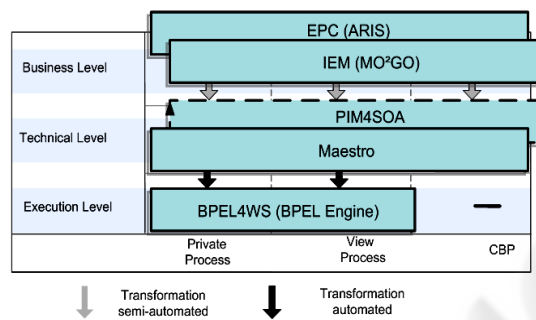 EPC (ARIS)
Business Level
IEM (MO²GO)
PIM4SOA
Technical Level
Maestro
Execution Level
BPEL4WS (BPEL Engine)
Private
Process
View
Process
CBP
Transformation
semi-automated
Transformation
automated